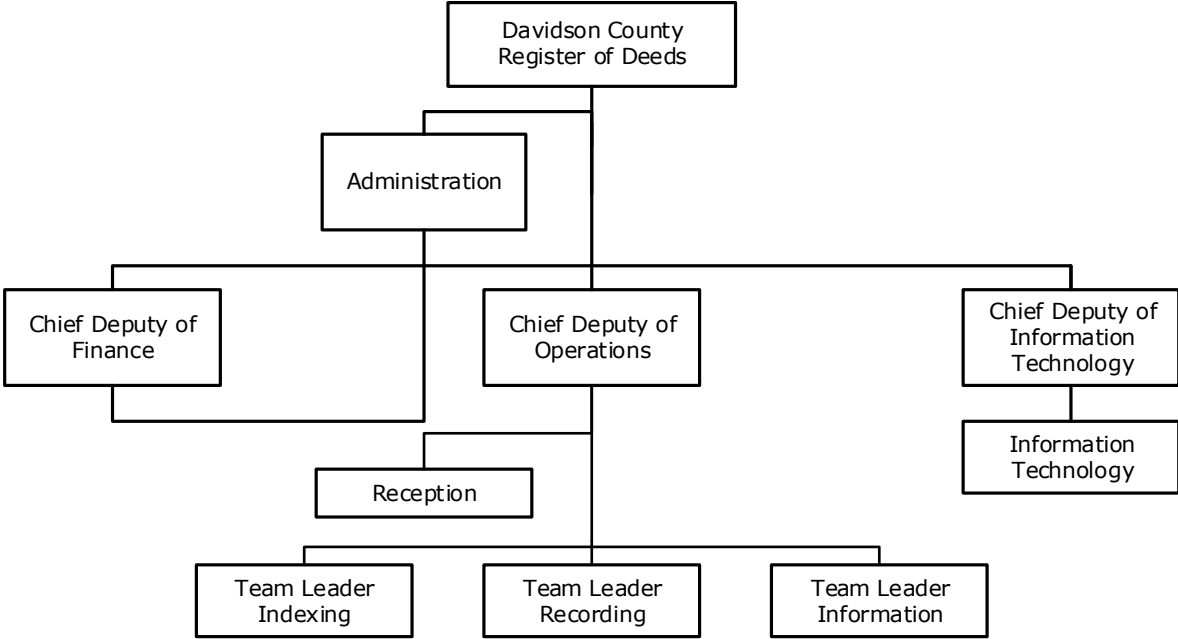 Davidson County
Register of Deeds
Administration
Chief Deputy of
Finance
Chief Deputy of
Operations
Chief Deputy of
Information
Technology
Information
Technology
Reception
Team Leader
Indexing
Team Leader
Recording
Team Leader
Information